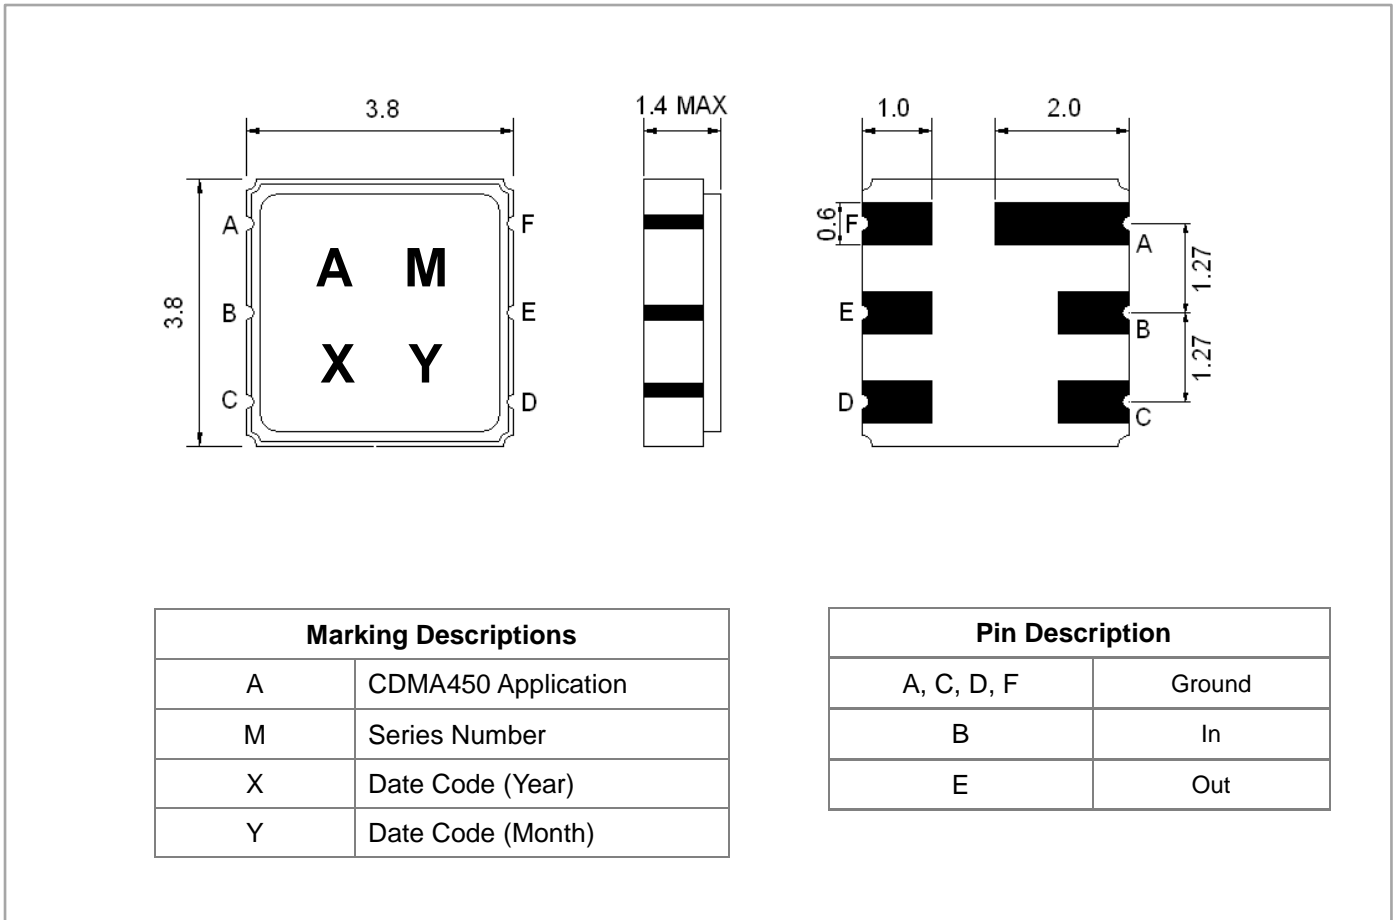 3.8
1.4 MAX
1.0
2.0
A
F
0.6
F
A
A M
1.27
3.8
B
E
E
B
X Y
1.27
C
D
D
C
Marking Descriptions
A CDMA450 Application
M Series Number
X Date Code (Year)
Y Date Code (Month)
Pin Description
A, C, D, F Ground
B In
E Out